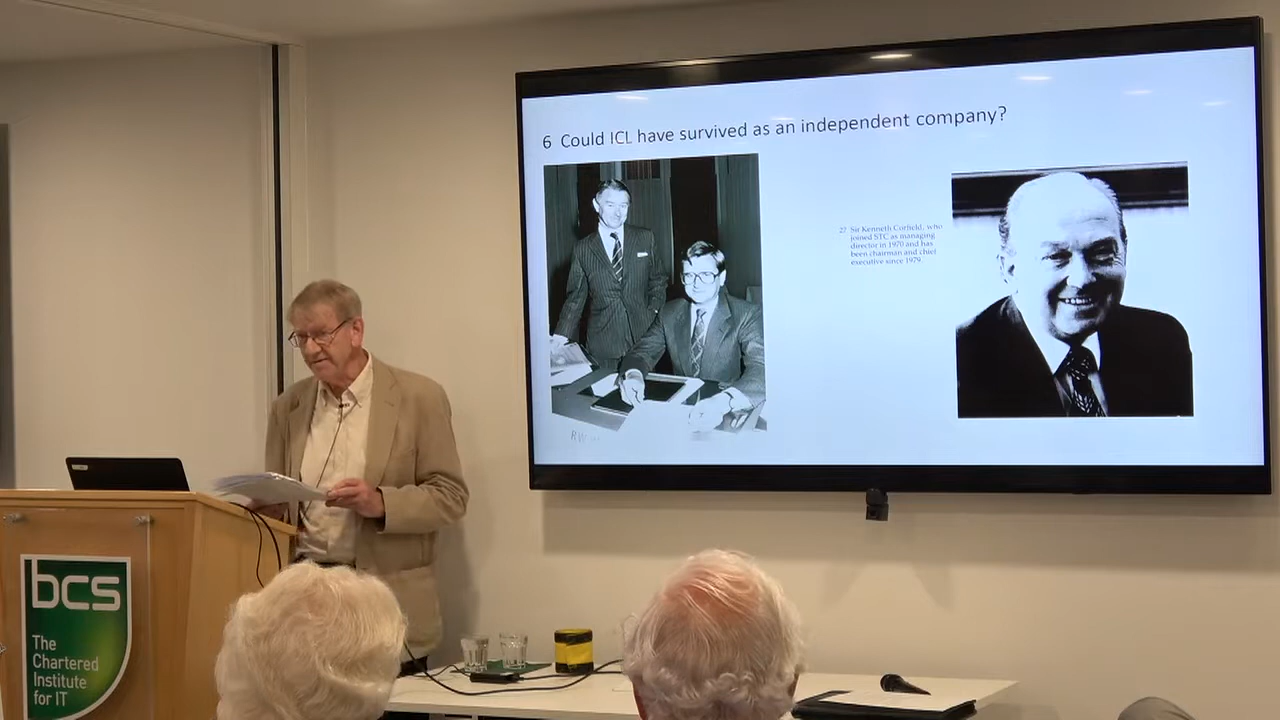 6 Could ICL have survived as an independent company?
27 Sir Kenneth Corfield, who
joined STC as managing
director in 1970 and has
been chairman and chief
executive since 1979.
bcs
The
Chartered
Institute
for IT